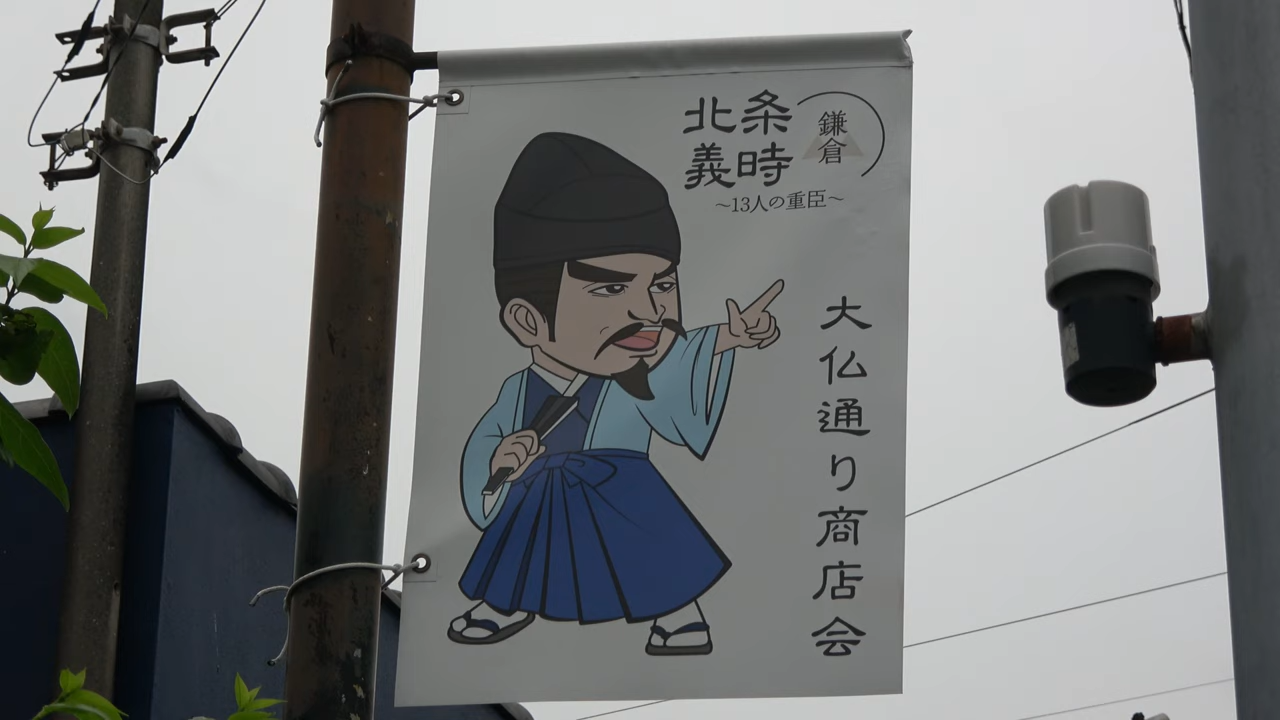 北条
義時
鎌倉
〜13人の重臣〜
大仏通り商店会